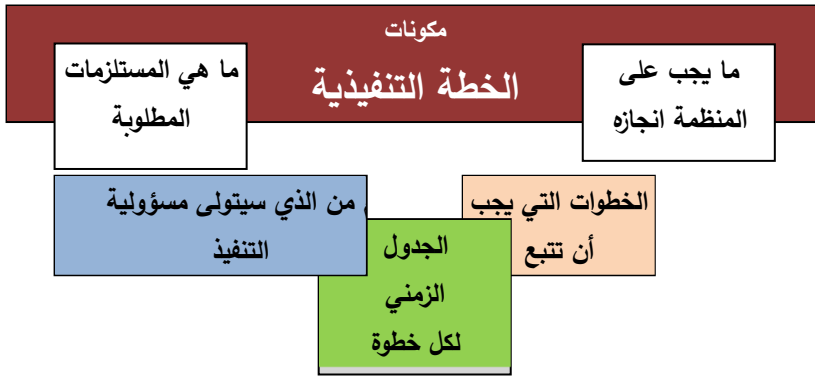 مكونات
الخطة التنفيذية
ما يجب على
المنظمة انجازه
ما هي المستلزمات
المطلوبة
الخطوات التي يجب
أن تتبع
من الذي سيتولى مسؤولية
التنفيذ
الجدول
الزمني
لكل خطوة